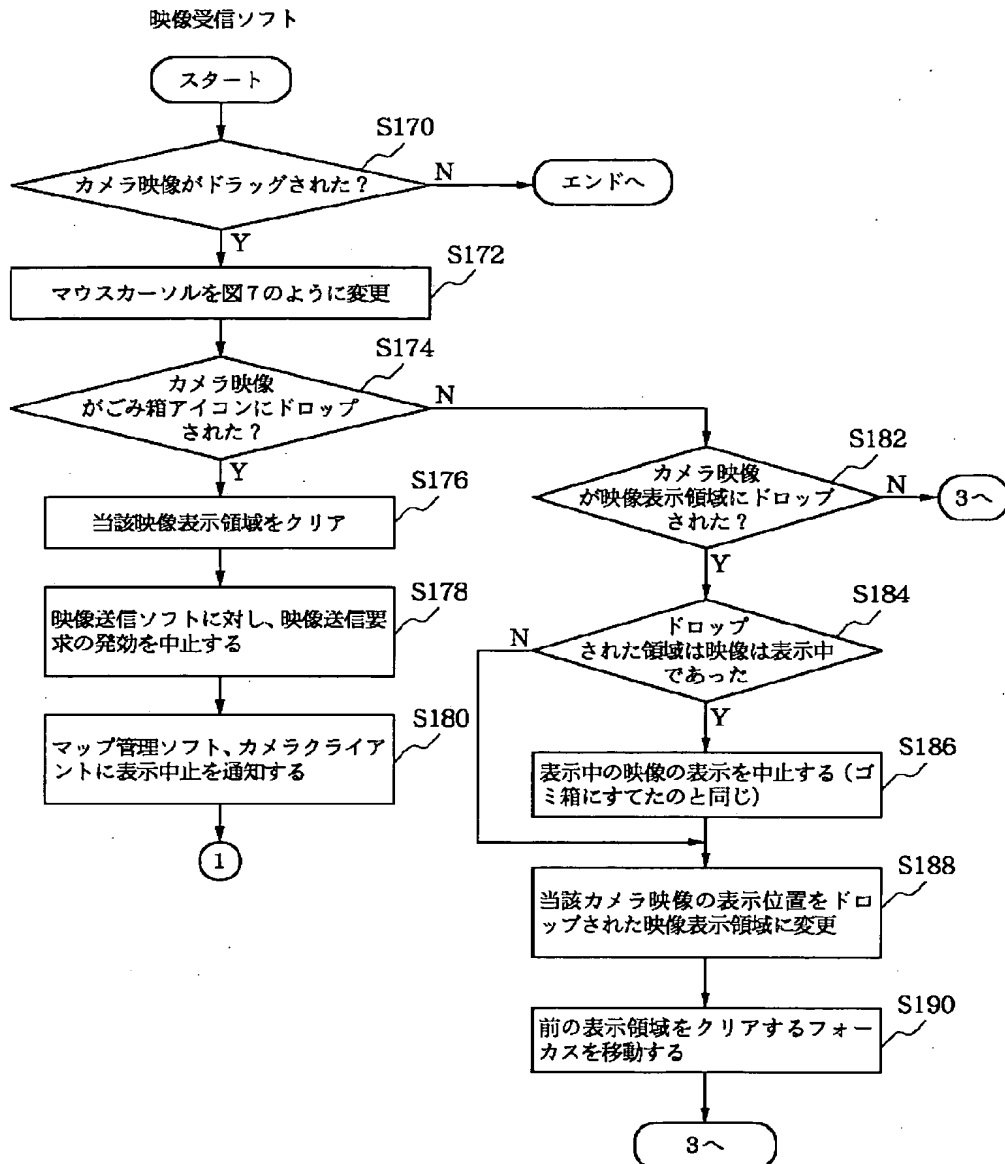 映像受信ソフト
スタート
S170
カメラ映像がドラッグされた？
N
エンドへ
Y
S172
マウスカーソルを図７のように変更
S174
カメラ映像
がごみ箱アイコンにドロップ
された？
N
Y
S176
当該映像表示領域をクリア
S178
映像送信ソフトに対し、映像送信要
求の発効を中止する
S180
マップ管理ソフト、カメラクライア
ントに表示中止を通知する
1
S182
カメラ映像
が映像表示領域にドロップ
された？
N
3へ
Y
S184
ドロップ
された領域は映像は表示中
であった
N
Y
S186
表示中の映像の表示を中止する（ゴ
ミ箱にすてたのと同じ）
S188
当該カメラ映像の表示位置をドロ
ップされた映像表示領域に変更
S190
前の表示領域をクリアするフォー
カスを移動する
3へ